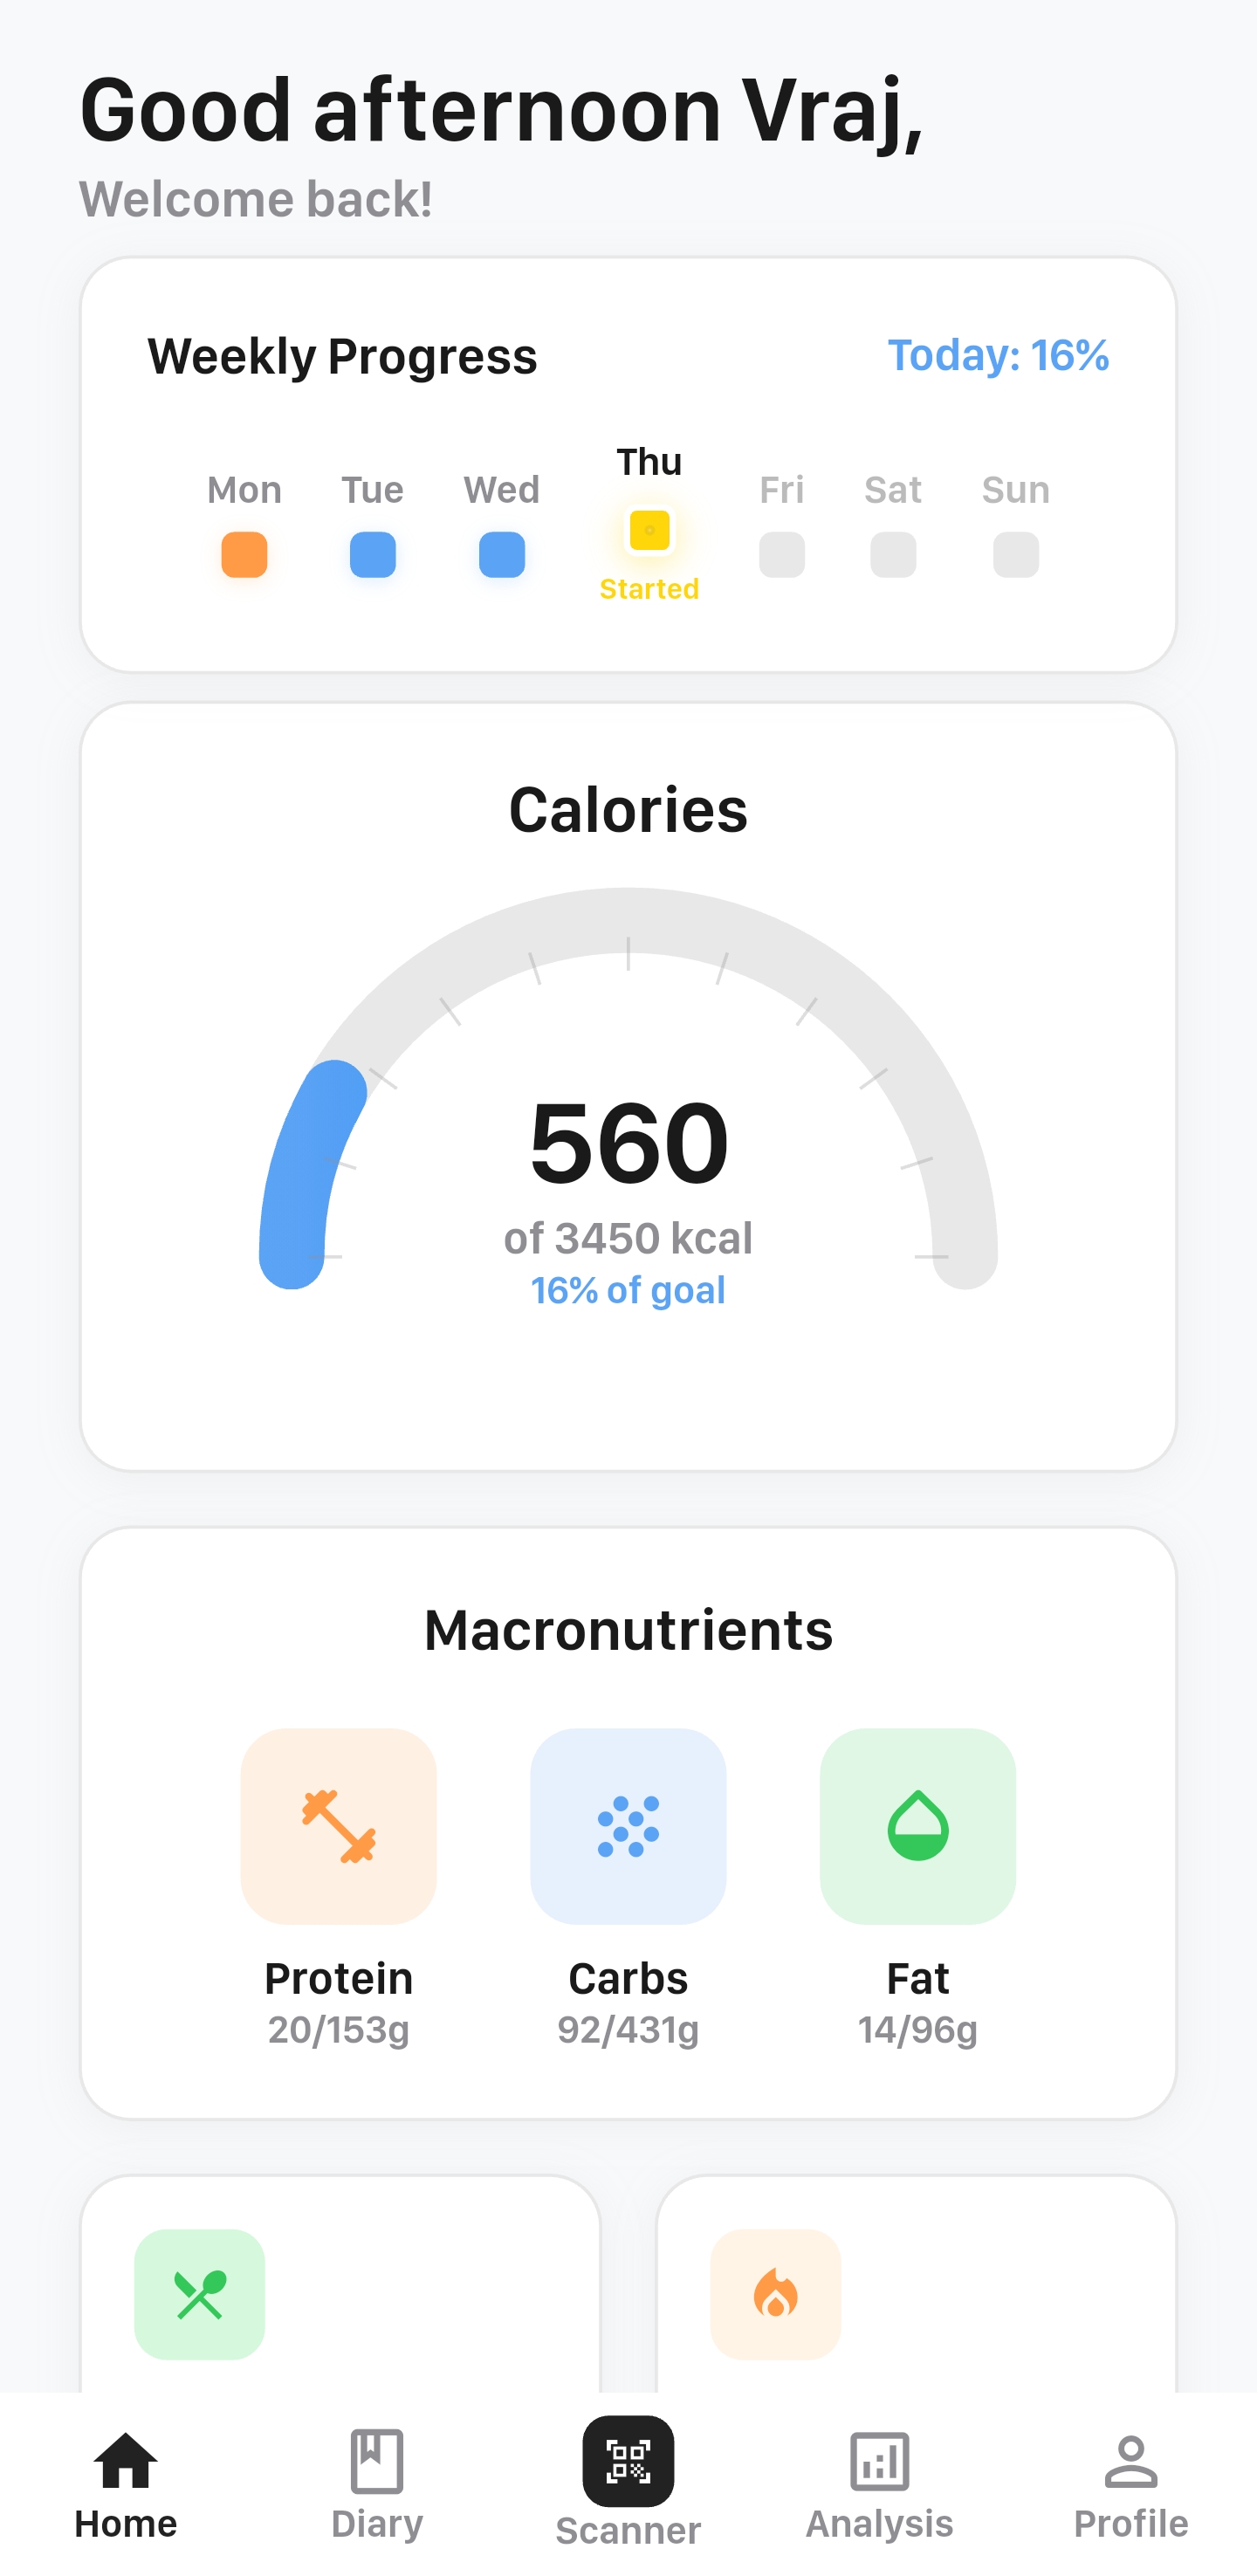 Good afternoon Vraj,
Welcome back!
Weekly Progress
Today: 16%
Mon Tue Wed Thu Fri Sat Sun
Started
Calories
560
of 3450 kcal
16% of goal
Macronutrients
Protein Carbs Fat
20/153g 92/431g 14/96g
Home Diary Scanner Analysis Profile